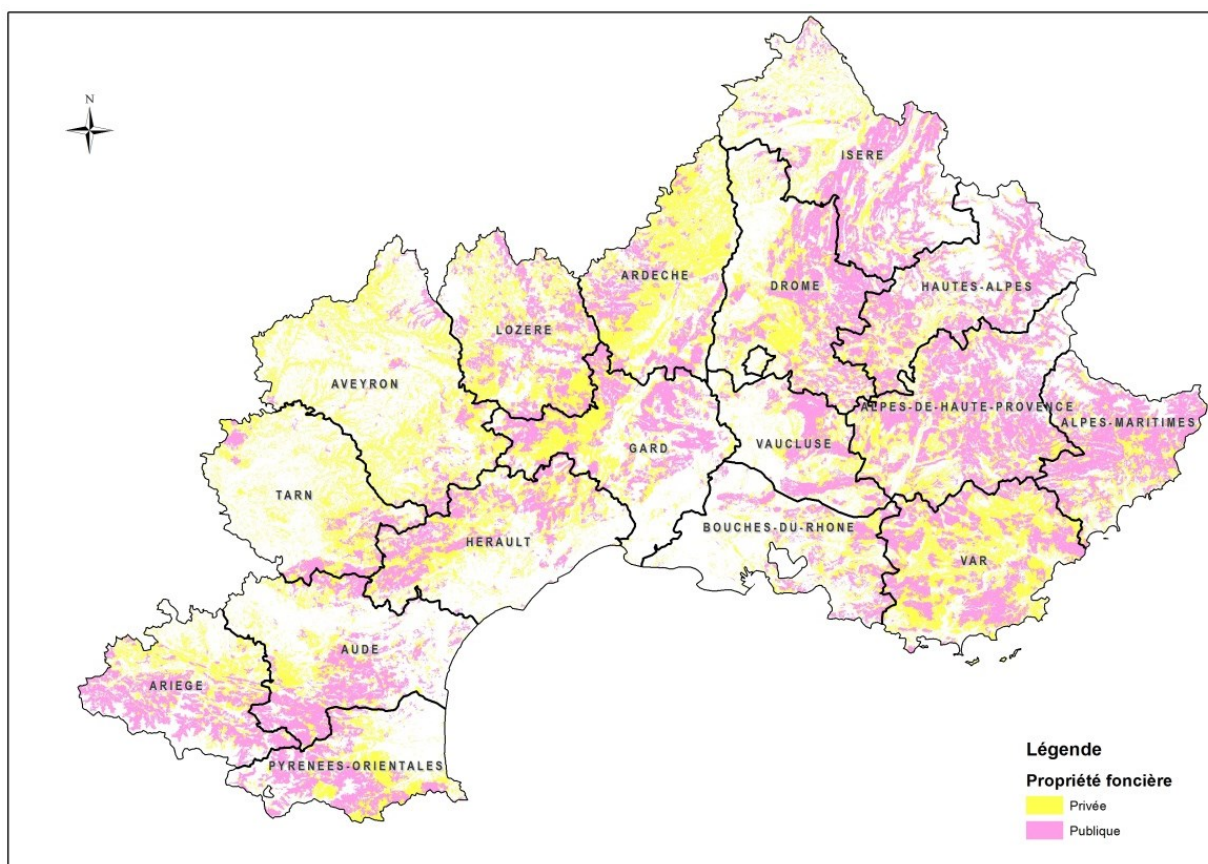 N
ISERE
ARDECHE
DROME
HAUTES-ALPES
LOZERE
AVEYRON
ALPES-DE-HAUTE-PROVENCE
ALPES-MARITIMES
GARD
VAUCLUSE
TARN
BOUCHES-DU-RHONE
HERAULT
VAR
AUDE
ARIEGE
PYRENEES-ORIENTALES
Légende
Propriété foncière
Privée
Publique